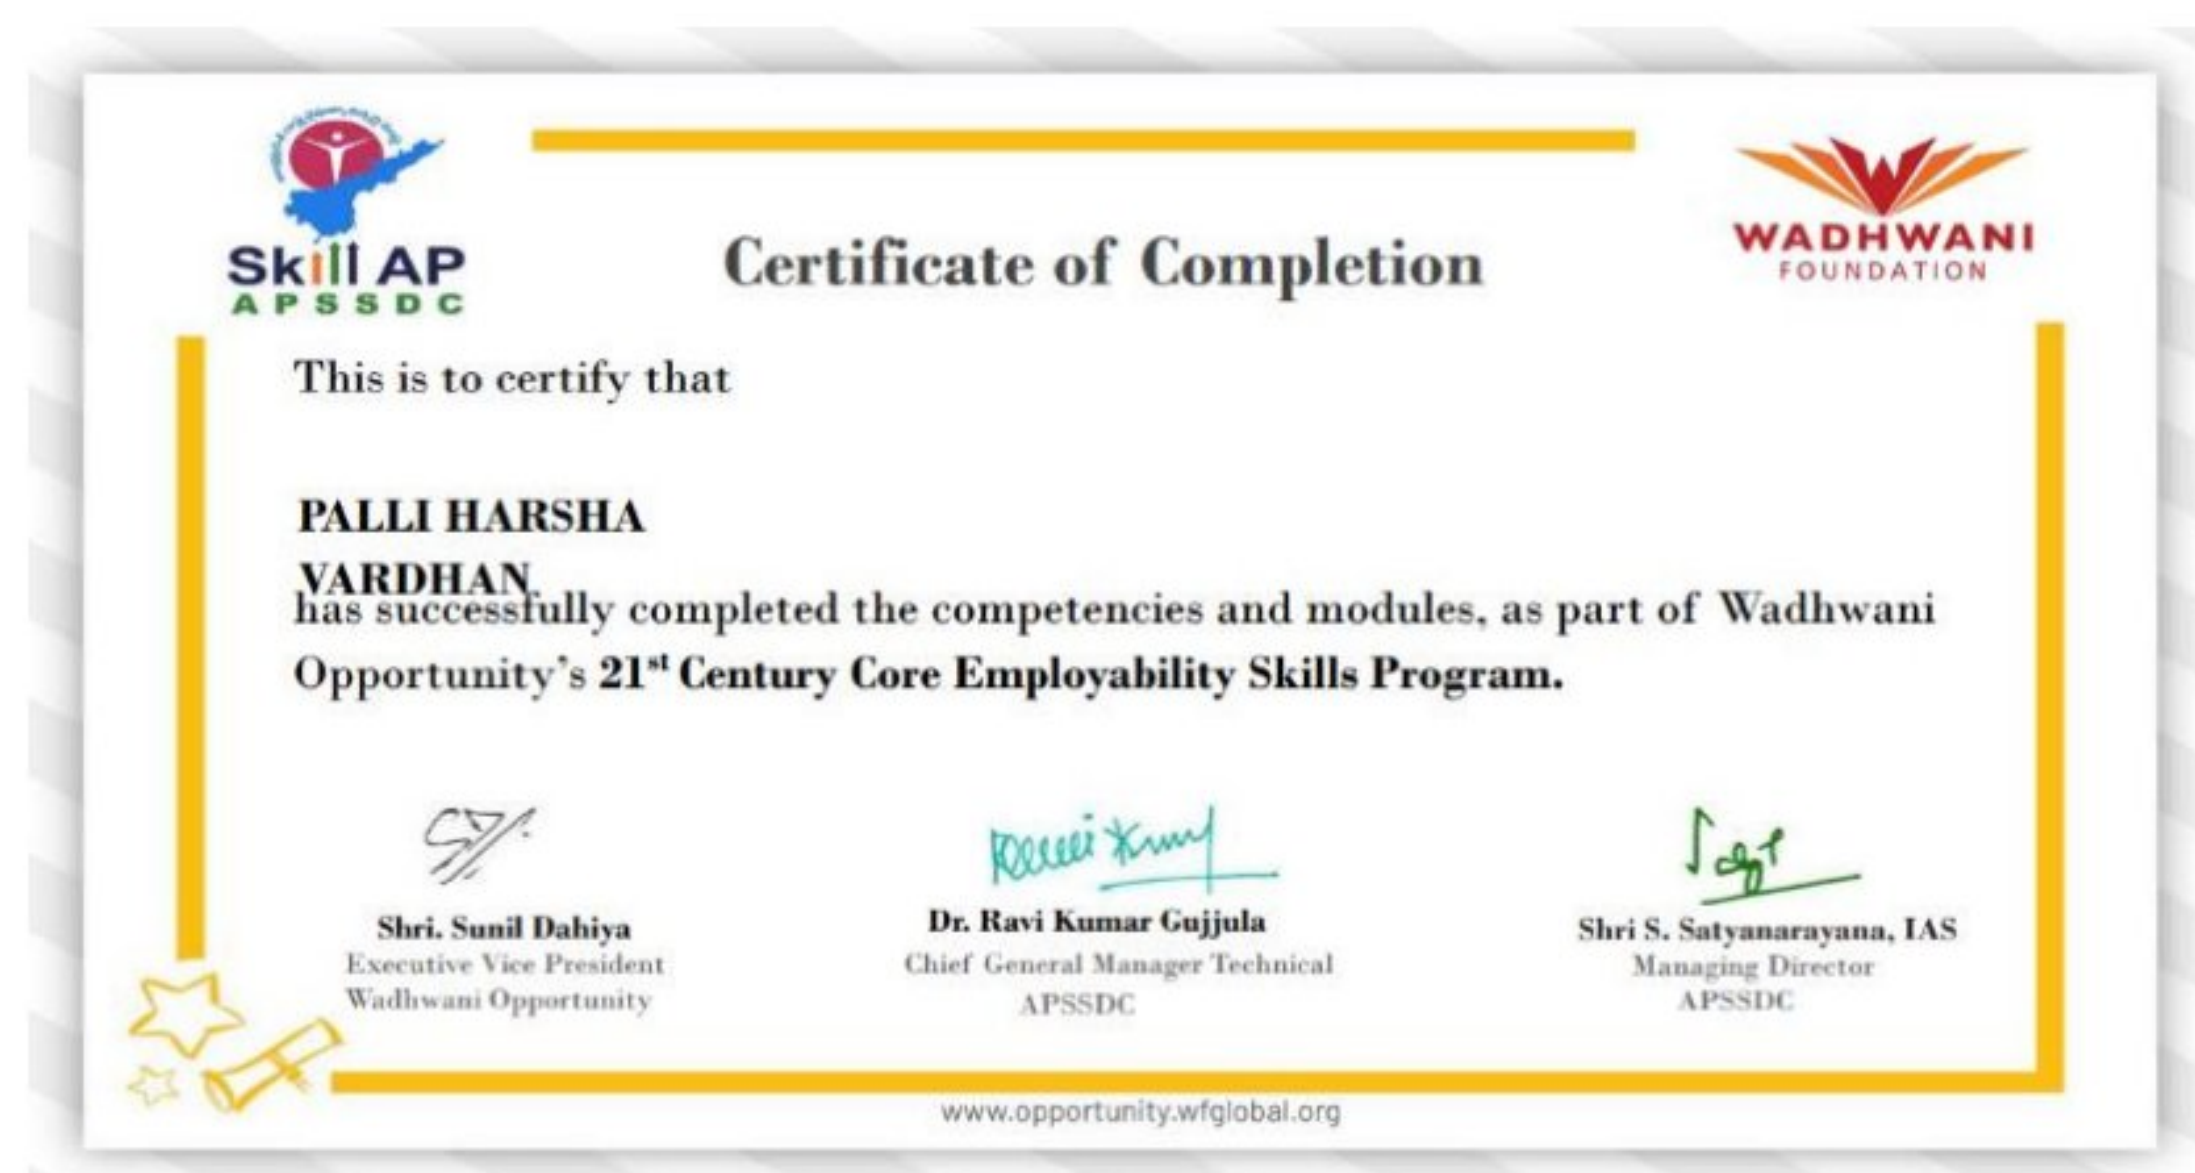 Skill AP
APSSDC
WADHWANI
FOUNDATION
Certificate of Completion
This is to certify that
PALLI HARSHA
VARDHAN
has successfully completed the competencies and modules, as part of Wadhwani
Opportunity's 21st Century Core Employability Skills Program.
Shri. Sunil Dahiya
Executive Vice President
Wadhwani Opportunity
Dr. Ravi Kumar Gujjula
Chief General Manager Technical
APSSDC
Shri S. Satyanarayana, IAS
Managing Director
APSSDC
www.opportunity.wfglobal.org